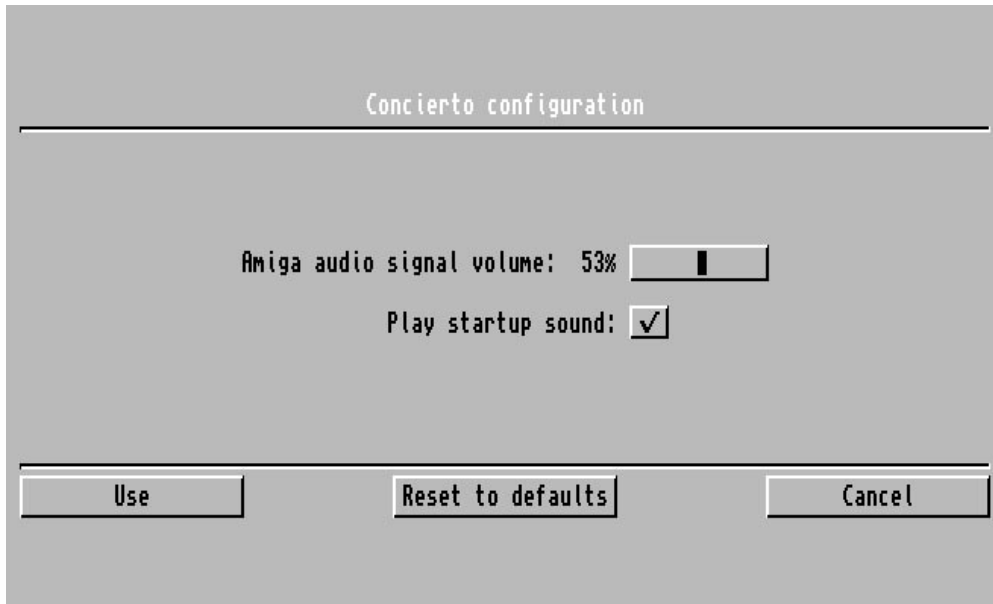 Concierto configuration
Amiga audio signal volume: 53%
Play startup sound:
Use Reset to defaults Cancel